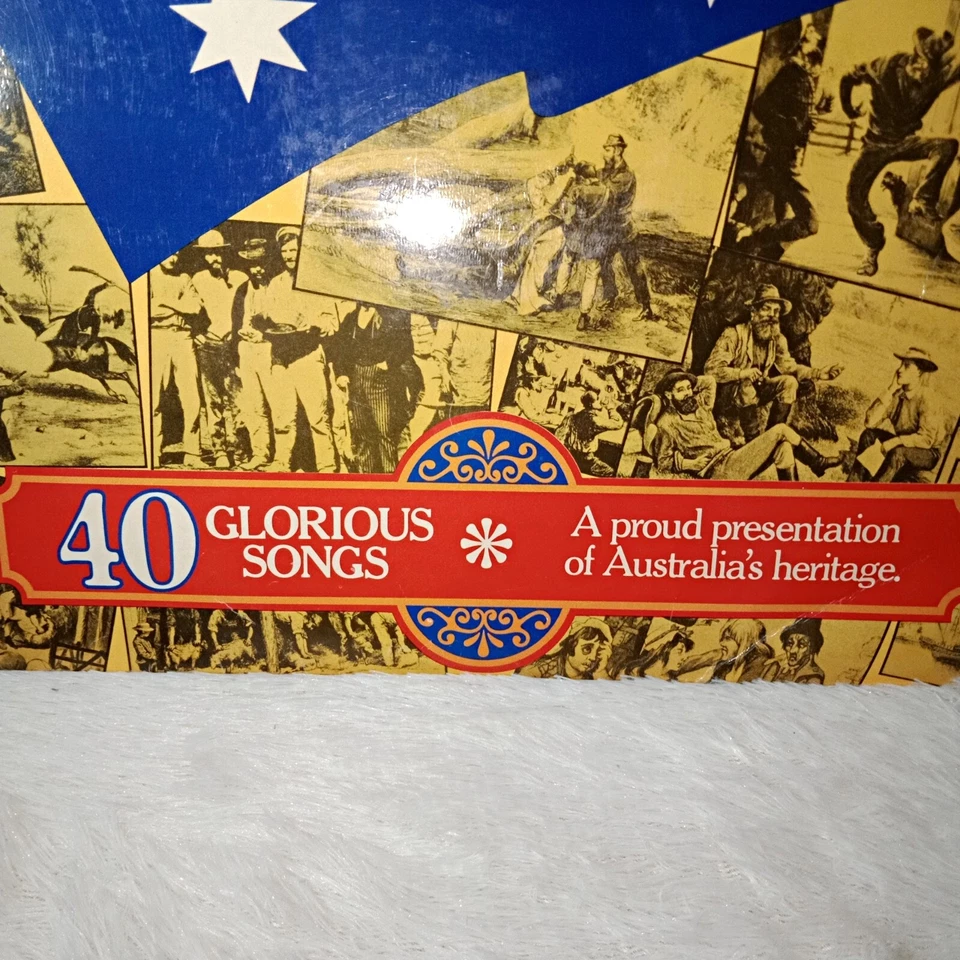 40 GLORIOUS
SONGS
A proud presentation
of Australia's heritage.